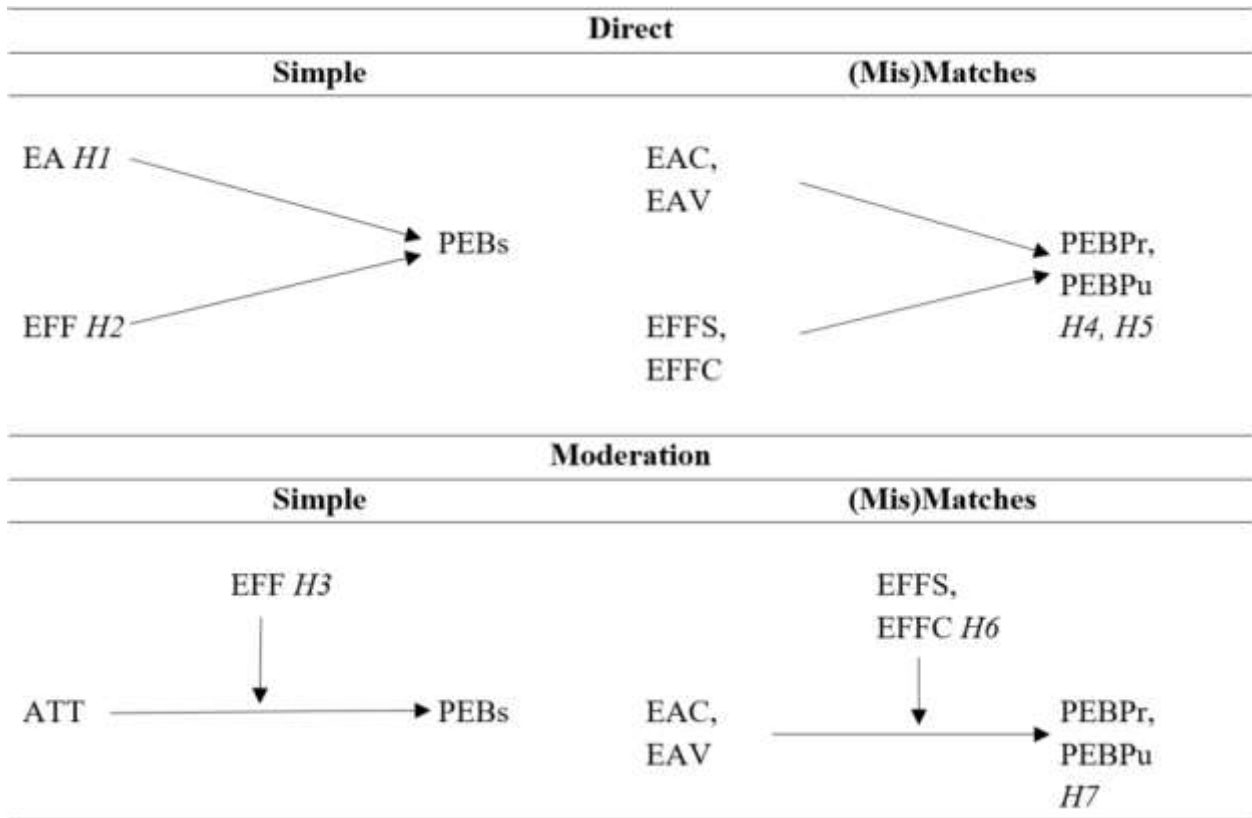 Direct
Simple (Mis)Matches
EA H1
EFF H2
PEBs
EAC,
EAV
EFFS,
EFFC
PEBPr,
PEBPu
H4, H5
Moderation
Simple (Mis)Matches
EFF H3
ATT
PEBs
EFFS,
EFFC H6
EAC,
EAV
PEBPr,
PEBPu
H7